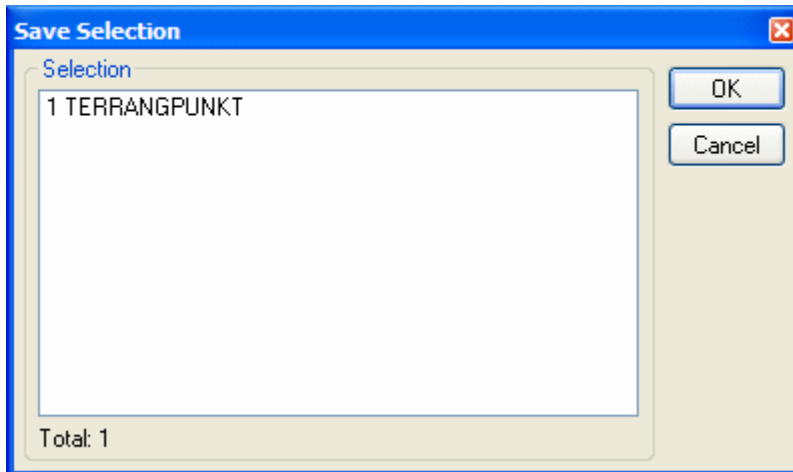 Save Selection
Selection
1 TERRANGPUNKT
OK
Cancel
Total: 1